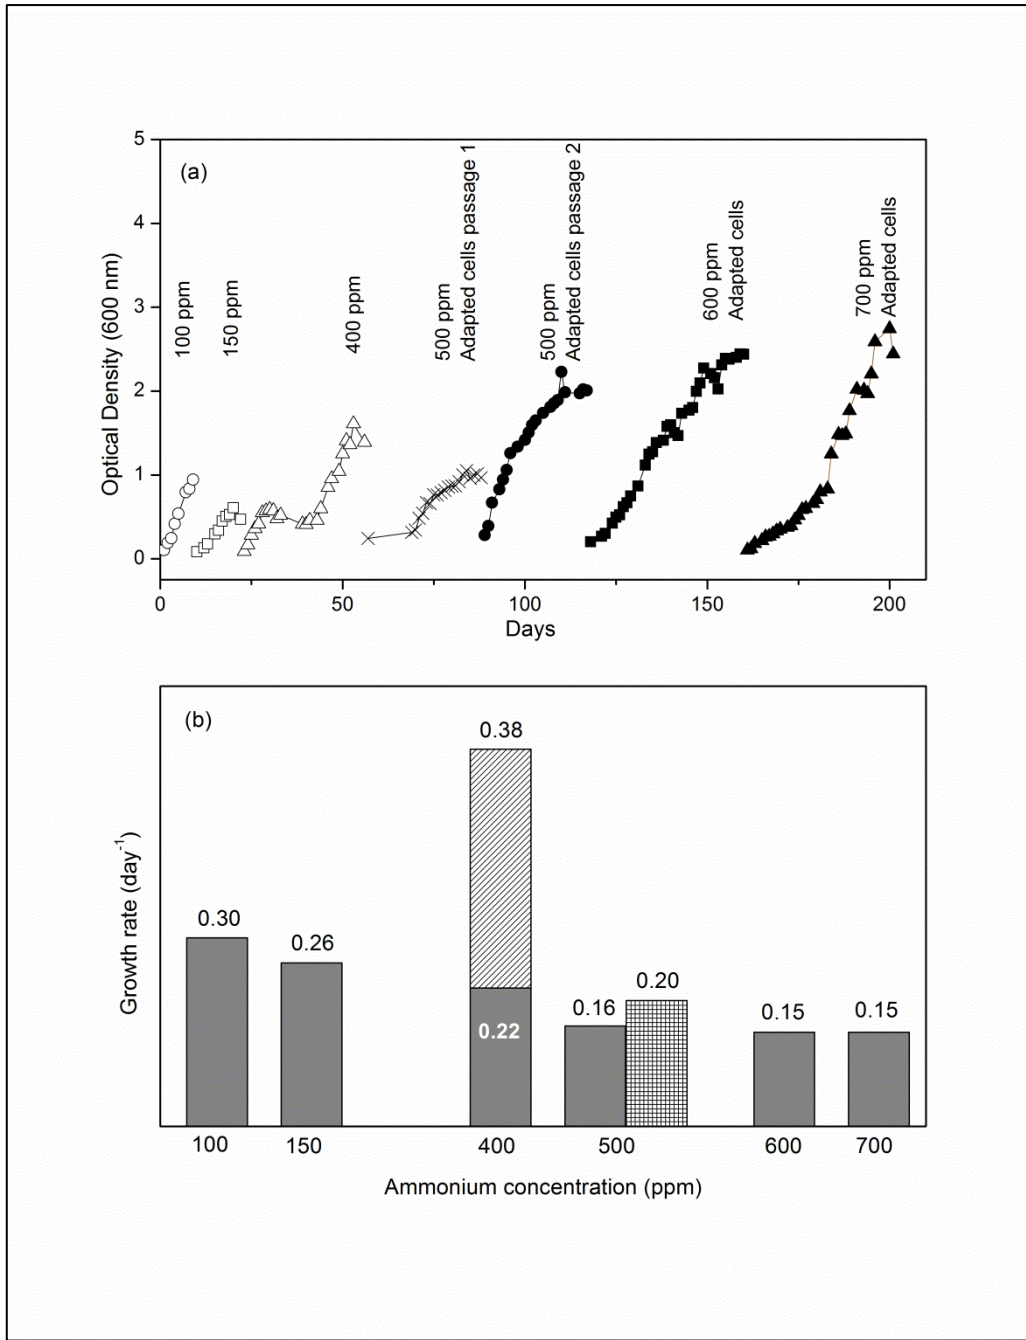 (a)
5
4
3
2
1
0
Optical Density (600 nm)
100 ppm
150 ppm
400 ppm
500 ppm
Adapted cells passage 1
500 ppm
Adapted cells passage 2
600 ppm
Adapted cells
700 ppm
Adapted cells
0 50 100 150 200
Days
(b)
Growth rate (day⁻¹)
0.30
0.26
0.38
0.22
0.16
0.20
0.15
0.15
100 150 400 500 600 700
Ammonium concentration (ppm)